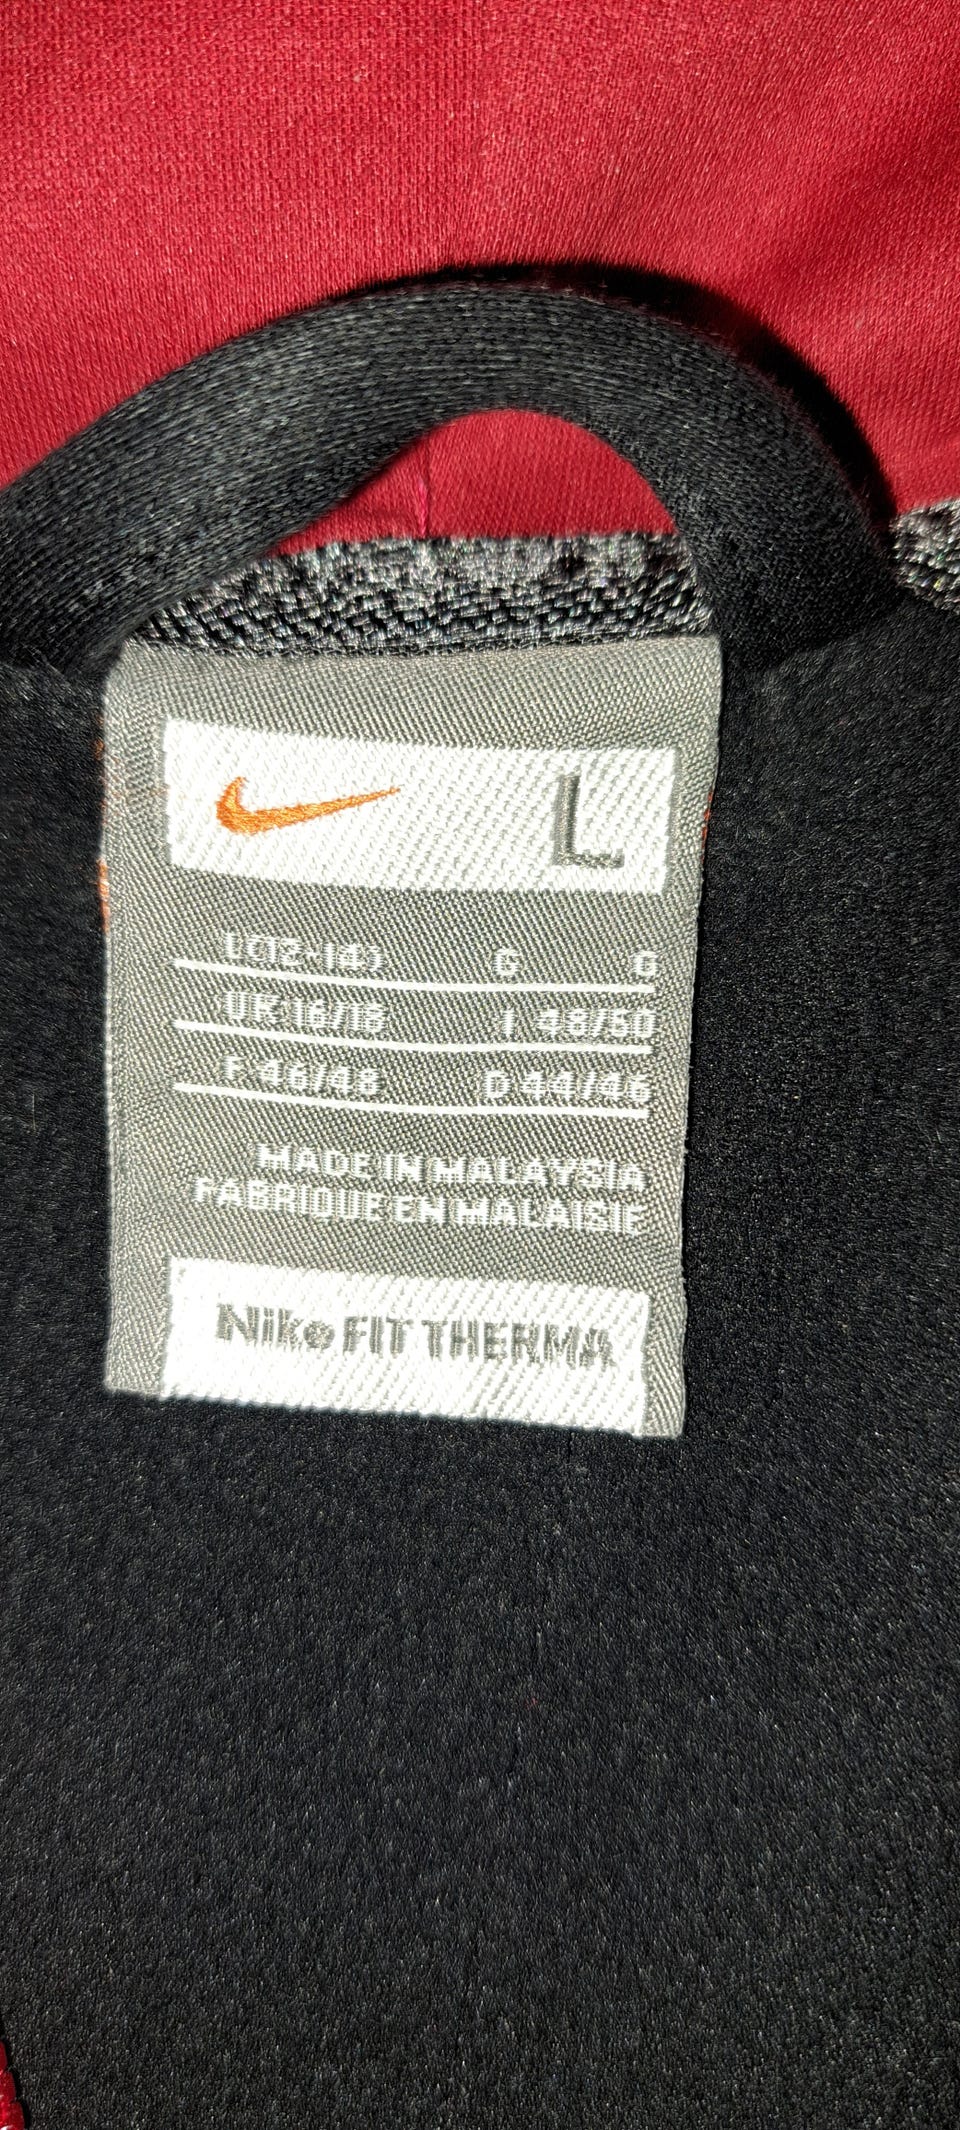 L
L(12-14) G G
UK 16/18 I 48/50
F 46/48 D 44/46
MADE IN MALAYSIA
FABRIQUE EN MALAISIE
Nike FIT THERMA